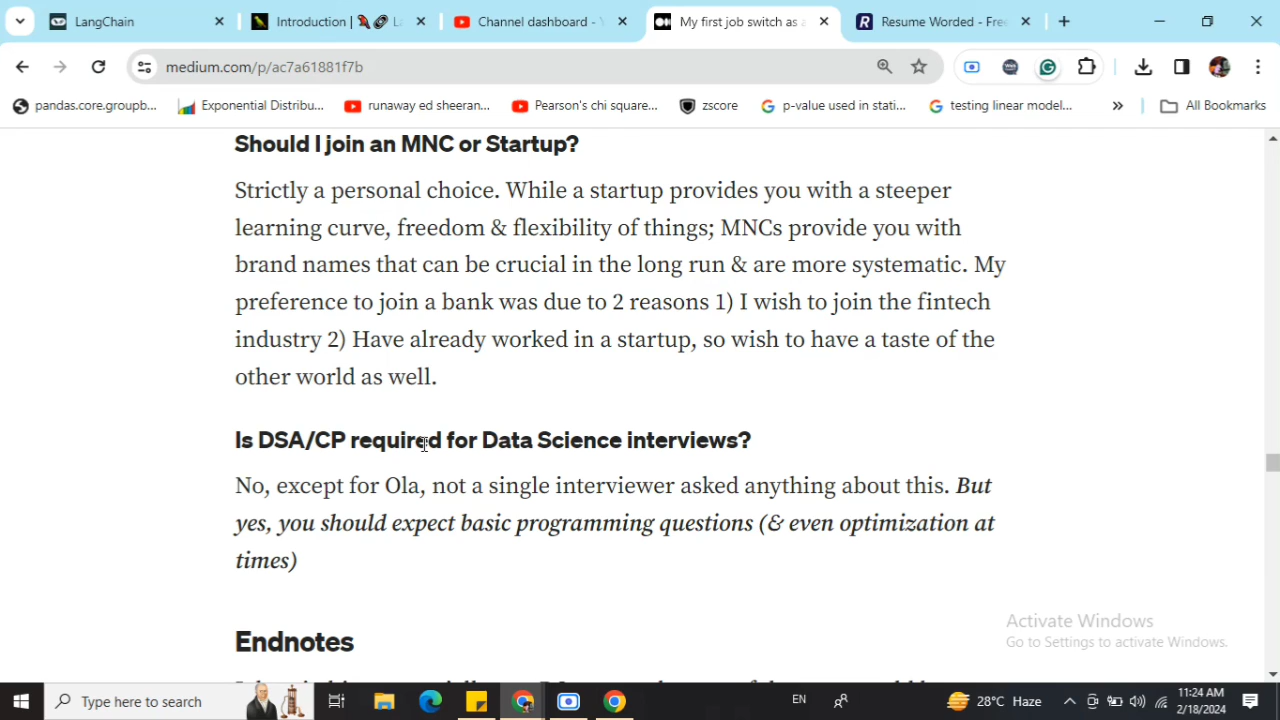 LangChain
Introduction |
Channel dashboard -
My first job switch as a
Resume Worded - Free
medium.com/p/ac7a61881f7b
pandas.core.groupb...
Exponential Distribu...
runaway ed sheeran...
Pearson's chi square...
zscore
p-value used in stati...
testing linear model...
»
All Bookmarks
Should I join an MNC or Startup?
Strictly a personal choice. While a startup provides you with a steeper
learning curve, freedom & flexibility of things; MNCs provide you with
brand names that can be crucial in the long run & are more systematic. My
preference to join a bank was due to 2 reasons 1) I wish to join the fintech
industry 2) Have already worked in a startup, so wish to have a taste of the
other world as well.
Is DSA/CP required for Data Science interviews?
No, except for Ola, not a single interviewer asked anything about this. But
yes, you should expect basic programming questions (& even optimization at
times)
Endnotes
Activate Windows
Go to Settings to activate Windows.
Type here to search
EN
28°C Haze
11:24 AM
2/18/2024